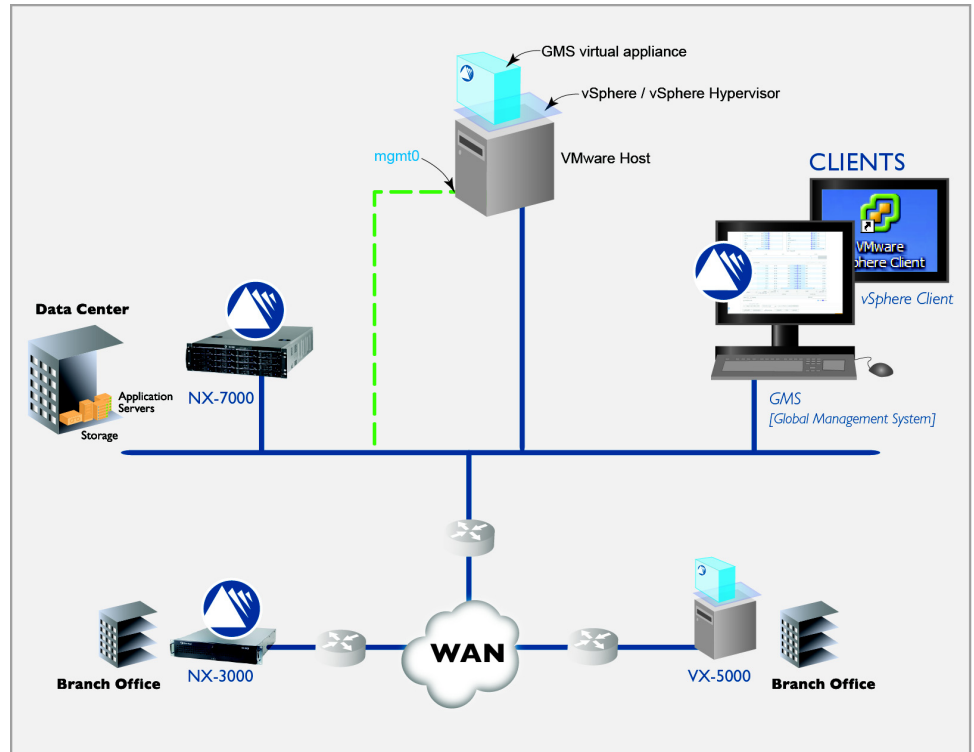 GMS virtual appliance
vSphere / vSphere Hypervisor
mgmt0
VMware Host
CLIENTS
VMware
phere Client
vSphere Client
Data Center
Application
Servers
Storage
NX-7000
GMS
[Global Management System]
WAN
Branch Office
NX-3000
VX-5000
Branch Office